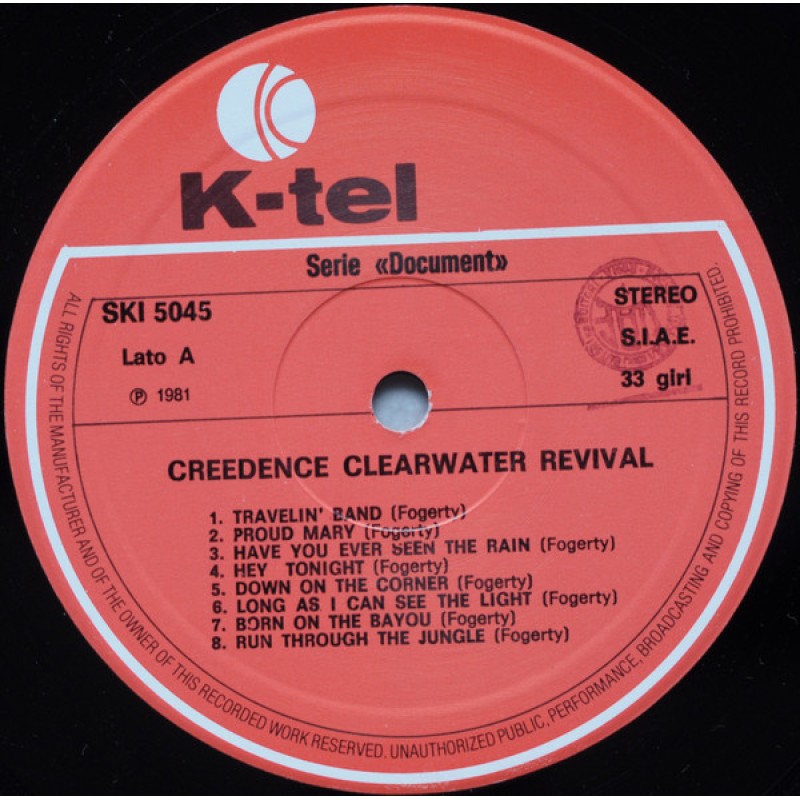 K-tel
Serie «Document»
SKI 5045
STEREO
Lato A
S.I.A.E.
℗ 1981
33 giri
CREEDENCE CLEARWATER REVIVAL
1. TRAVELIN' BAND (Fogerty)
2. PROUD MARY (Fogerty)
3. HAVE YOU EVER SEEN THE RAIN (Fogerty)
4. HEY TONIGHT (Fogerty)
5. DOWN ON THE CORNER (Fogerty)
6. LONG AS I CAN SEE THE LIGHT (Fogerty)
7. BORN ON THE BAYOU (Fogerty)
8. RUN THROUGH THE JUNGLE (Fogerty)
ALL RIGHTS OF THE MANUFACTURER AND OF THE OWNER OF THIS RECORDED WORK RESERVED. UNAUTHORIZED PUBLIC, PERFORMANCE, BROADCASTING AND COPYING OF THIS RECORD PROHIBITED.